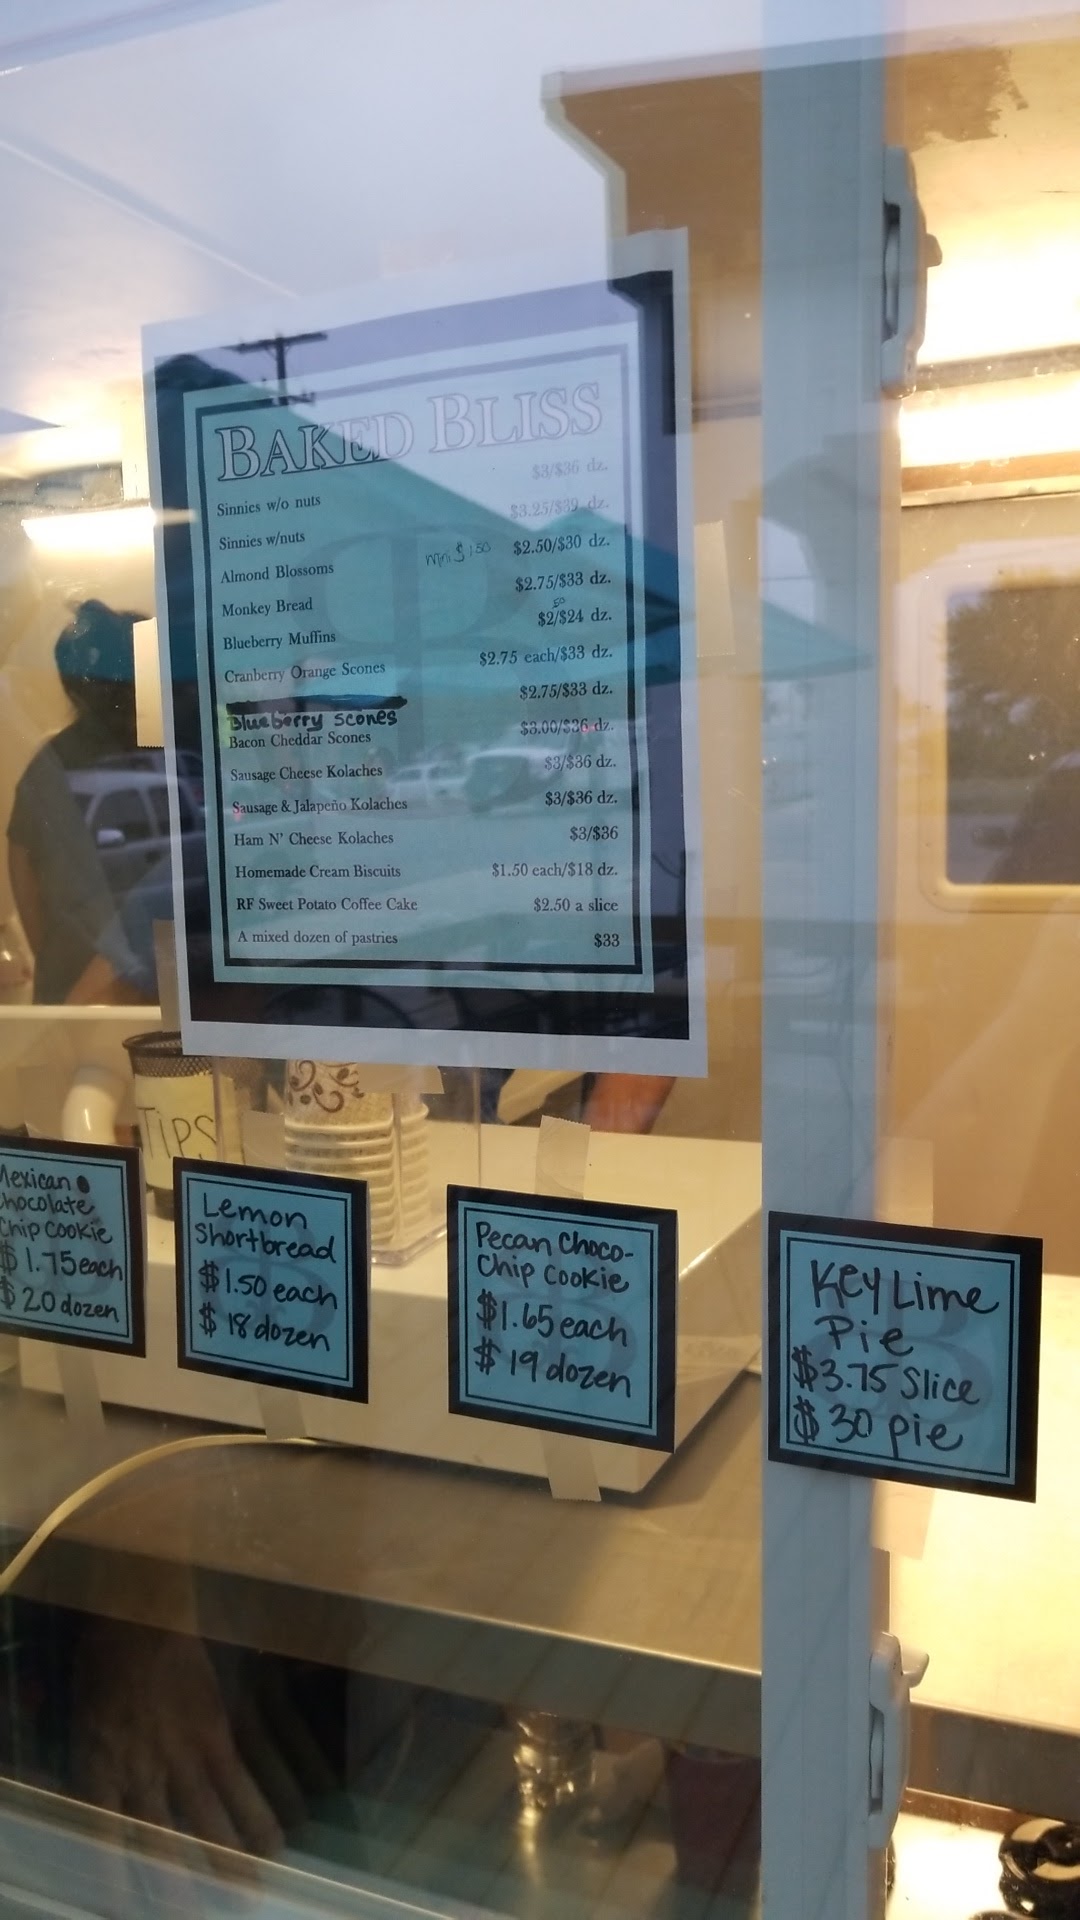 BAKED BLISS
Sinnies w/o nuts $3/$36 dz.
Sinnies w/nuts $3.25/$39 dz.
Almond Blossoms mini $1.50 $2.50/$30 dz.
Monkey Bread $2.75/$33 dz.
Blueberry Muffins $2/$24 dz.
Cranberry Orange Scones $2.75 each/$33 dz.
Blueberry Scones $2.75/$33 dz.
Bacon Cheddar Scones $3.00/$36 dz.
Sausage Cheese Kolaches $3/$36 dz.
Sausage & Jalapeño Kolaches $3/$36 dz.
Ham N' Cheese Kolaches $3/$36
Homemade Cream Biscuits $1.50 each/$18 dz.
RF Sweet Potato Coffee Cake $2.50 a slice
A mixed dozen of pastries $33
TIPS
Mexican
Chocolate
Chip Cookie
$1.75 each
$20 dozen
Lemon
Shortbread
$1.50 each
$18 dozen
Pecan Choco-
Chip Cookie
$1.65 each
$19 dozen
Key Lime
Pie
$3.75 Slice
$30 pie